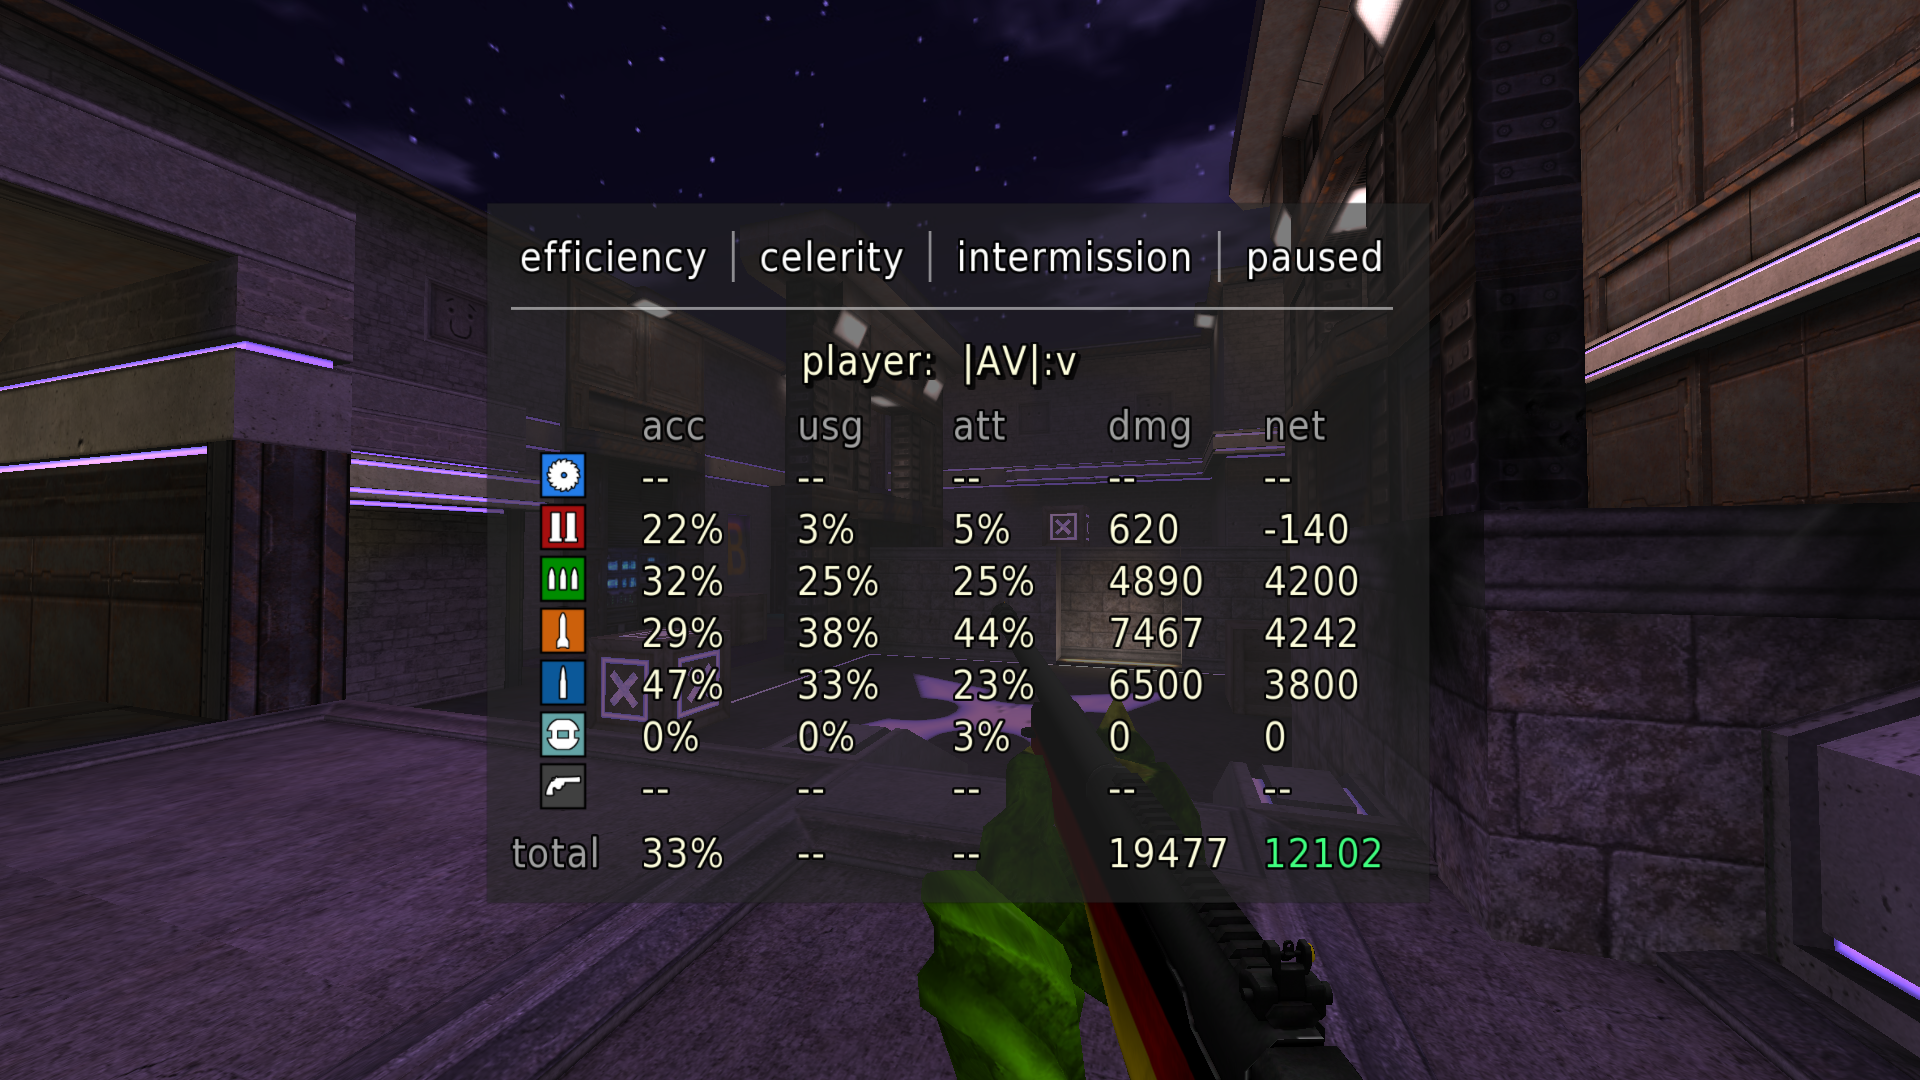 efficiency | celerity | intermission | paused
player: |AV|:v
acc usg att dmg net
-- -- -- -- --
22% 3% 5% 620 -140
32% 25% 25% 4890 4200
29% 38% 44% 7467 4242
47% 33% 23% 6500 3800
0% 0% 3% 0 0
-- -- -- -- --
total 33% -- -- 19477 12102